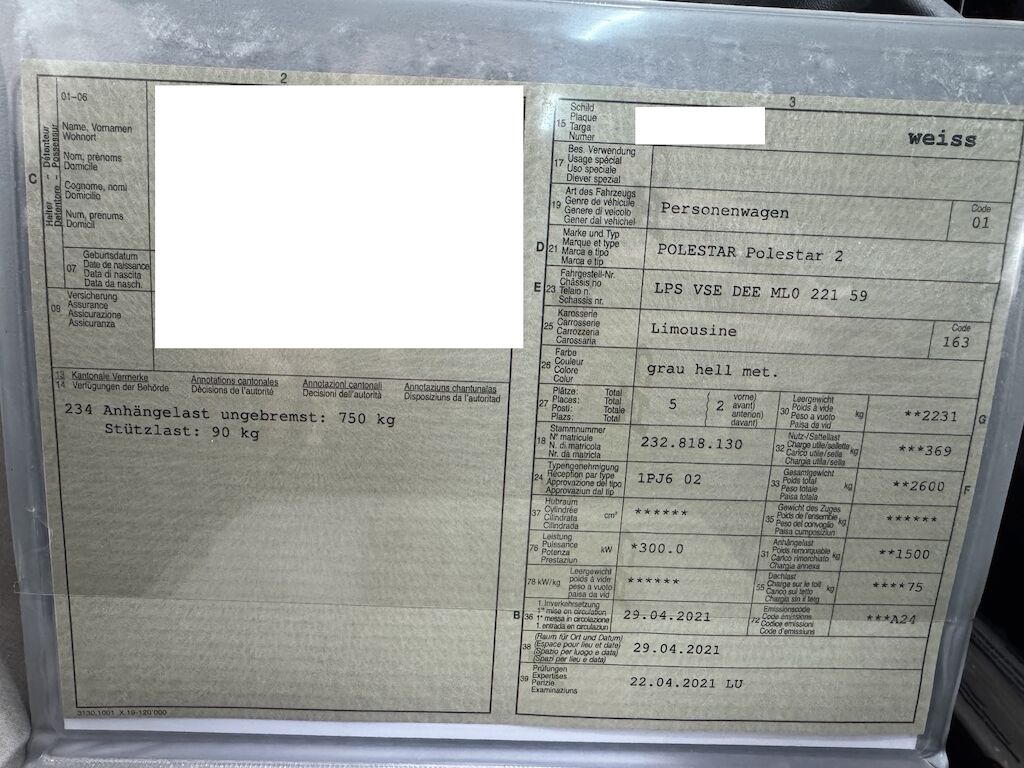 2
01-06
C
Halter - Détenteur
Detentore - Possessur
Name, Vornamen
Wohnort
Nom, prénoms
Domicile
Cognome, nomi
Domicilio
Num, prenums
Domicil
07
Geburtsdatum
Date de naissance
Data di nascita
Data da nasch.
08
Versicherung
Assurance
Assicurazione
Assicuranza
13 Kantonale Vermerke Annotations cantonales Annotazioni cantonali Annotaziuns chantunalas
14 Verfügungen der Behörde Décisions de l'autorité Decisioni dell'autorità Disposiziuns da l'autoritad
234 Anhängelast ungebremst: 750 kg
Stützlast: 90 kg
3130.1001 .X.19-120'000
3
15
Schild
Plaque
Targa
Numer
weiss
17
Bes. Verwendung
Usage spécial
Uso speciale
Diever spezial
19
Art des Fahrzeugs
Genre de véhicule
Genere di veicolo
Gener dal vehichel
Personenwagen
Code
01
D 21
Marke und Typ
Marque et type
Marca e tipo
Marca e tip
POLESTAR Polestar 2
E 23
Fahrgestell-Nr.
Châssis no
Telaio n.
Schassis nr.
LPS VSE DEE ML0 221 59
25
Karosserie
Carrosserie
Carrozzeria
Carossaria
Limousine
Code
163
26
Farbe
Couleur
Colore
Colur
grau hell met.
27
Plätze: Total
Places: Total
Posti: Totale
Plazs: Total
5
2
vorne)
avant)
anteriori)
davant)
30
Leergewicht
Poids à vide
Peso a vuoto
Paisa da vid
kg
**2231
G
18
Stammnummer
N° matricule
N. di matricola
Nr. da matricla
232.818.130
32
Nutz-/Sattellast
Charge utile/sellette
Carico utile/sella
Chargia utila/sella
kg
***369
24
Typengenehmigung
Réception par type
Approvazione del tipo
Approvaziun dal tip
1PJ6 02
33
Gesamtgewicht
Poids total
Peso totale
Paisa totala
kg
**2600
F
37
Hubraum
Cylindrée
Cilindrata
Cilindrada
cm³
******
35
Gewicht des Zuges
Poids de l'ensemble
Peso del convoglio
Paisa cumposiziun
kg
******
76
Leistung
Puissance
Potenza
Prestaziun
kW
*300.0
31
Anhängelast
Poids remorquable
Carico rimorchiato
Chargia annexa
kg
**1500
78 kW/kg
Leergewicht
poids à vide
peso a vuoto
paisa da vid
******
55
Dachlast
Charge sur le toit
Carico sul tetto
Chargia sin il tetg
kg
****75
B 36
1. Inverkehrsetzung
1re mise en circulation
1a messa in circolazione
1. entrada en circulaziun
29.04.2021
72
Emissionscode
Code émissions
Codice emissioni
Code d'emissiuns
***A24
38
(Raum für Ort und Datum)
(Espace pour lieu et date)
(Spazio per luogo e data)
(Spazi per lieu e data)
29.04.2021
39
Prüfungen
Expertises
Perizie
Examinaziuns
22.04.2021 LU